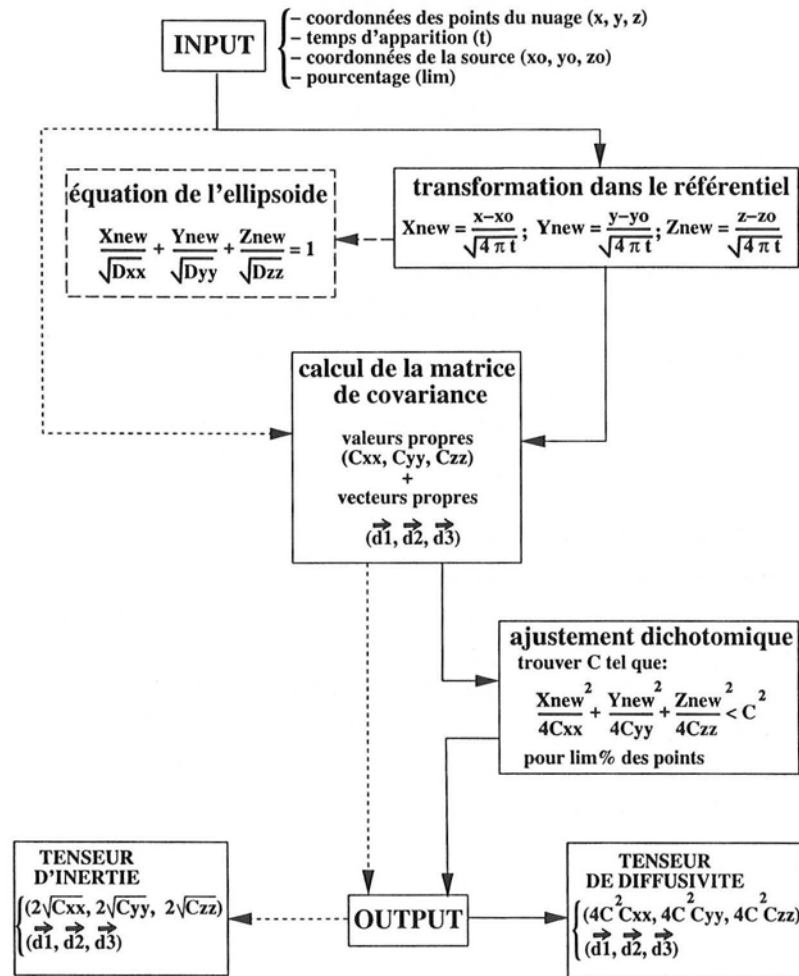 INPUT
– coordonnées des points du nuage (x, y, z)
– temps d'apparition (t)
– coordonnées de la source (xo, yo, zo)
– pourcentage (lim)
équation de l'ellipsoide
Xnew/√Dxx + Ynew/√Dyy + Znew/√Dzz = 1
transformation dans le référentiel
Xnew = x–xo/√4 π t ; Ynew = y–yo/√4 π t ; Znew = z–zo/√4 π t
calcul de la matrice
de covariance
valeurs propres
(Cxx, Cyy, Czz)
+
vecteurs propres
(d1, d2, d3)
ajustement dichotomique
trouver C tel que:
Xnew²/4Cxx + Ynew²/4Cyy + Znew²/4Czz < C²
pour lim% des points
TENSEUR
D'INERTIE
(2√Cxx, 2√Cyy, 2√Czz)
(d1, d2, d3)
OUTPUT
TENSEUR
DE DIFFUSIVITE
(4C²Cxx, 4C²Cyy, 4C²Czz)
(d1, d2, d3)